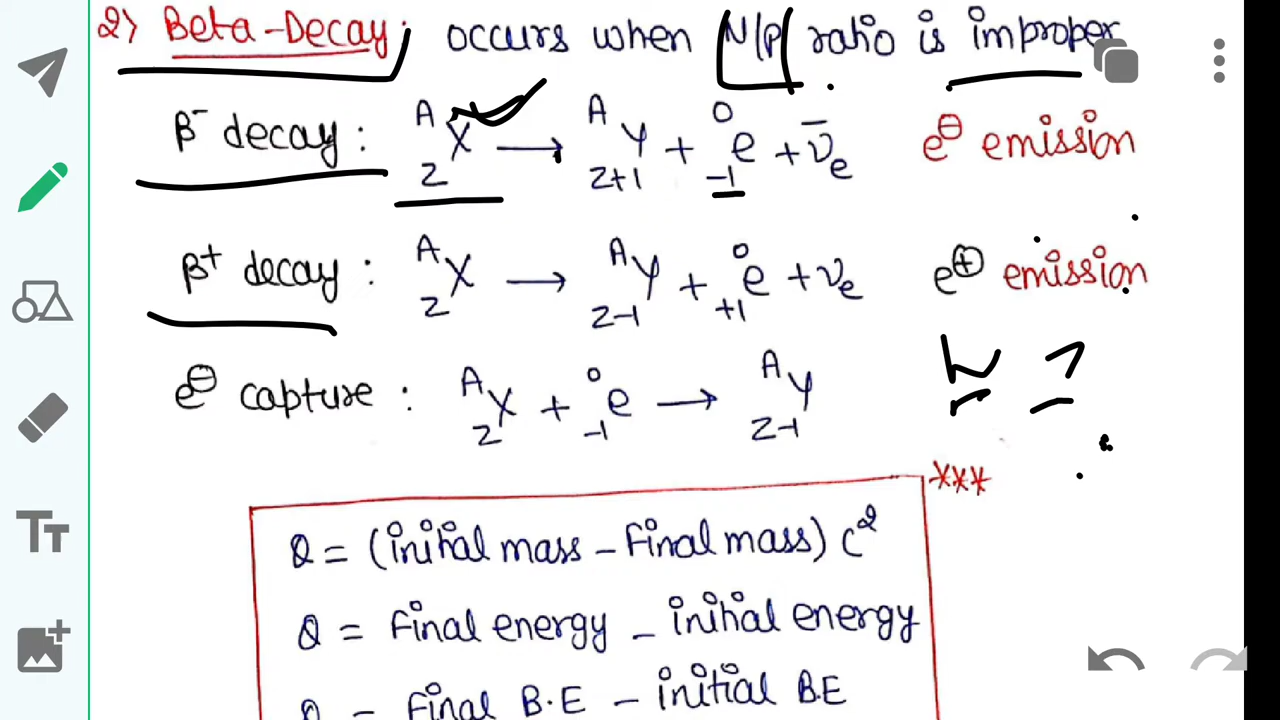 2) Beta-Decay; occurs when N/P ratio is improper
β⁻ decay : ᴬ_Z X → ᴬ_Z+1 Y + ⁰_-1 e + ν̄e e⊖ emission
β⁺ decay : ᴬ_Z X → ᴬ_Z-1 Y + ⁰_+1 e + νe e⊕ emission
e⊖ capture : ᴬ_Z X + ⁰_-1 e → ᴬ_Z-1 Y
***
Q = (initial mass - final mass) c²
Q = final energy - initial energy
Q = final B.E - initial B.E
TT